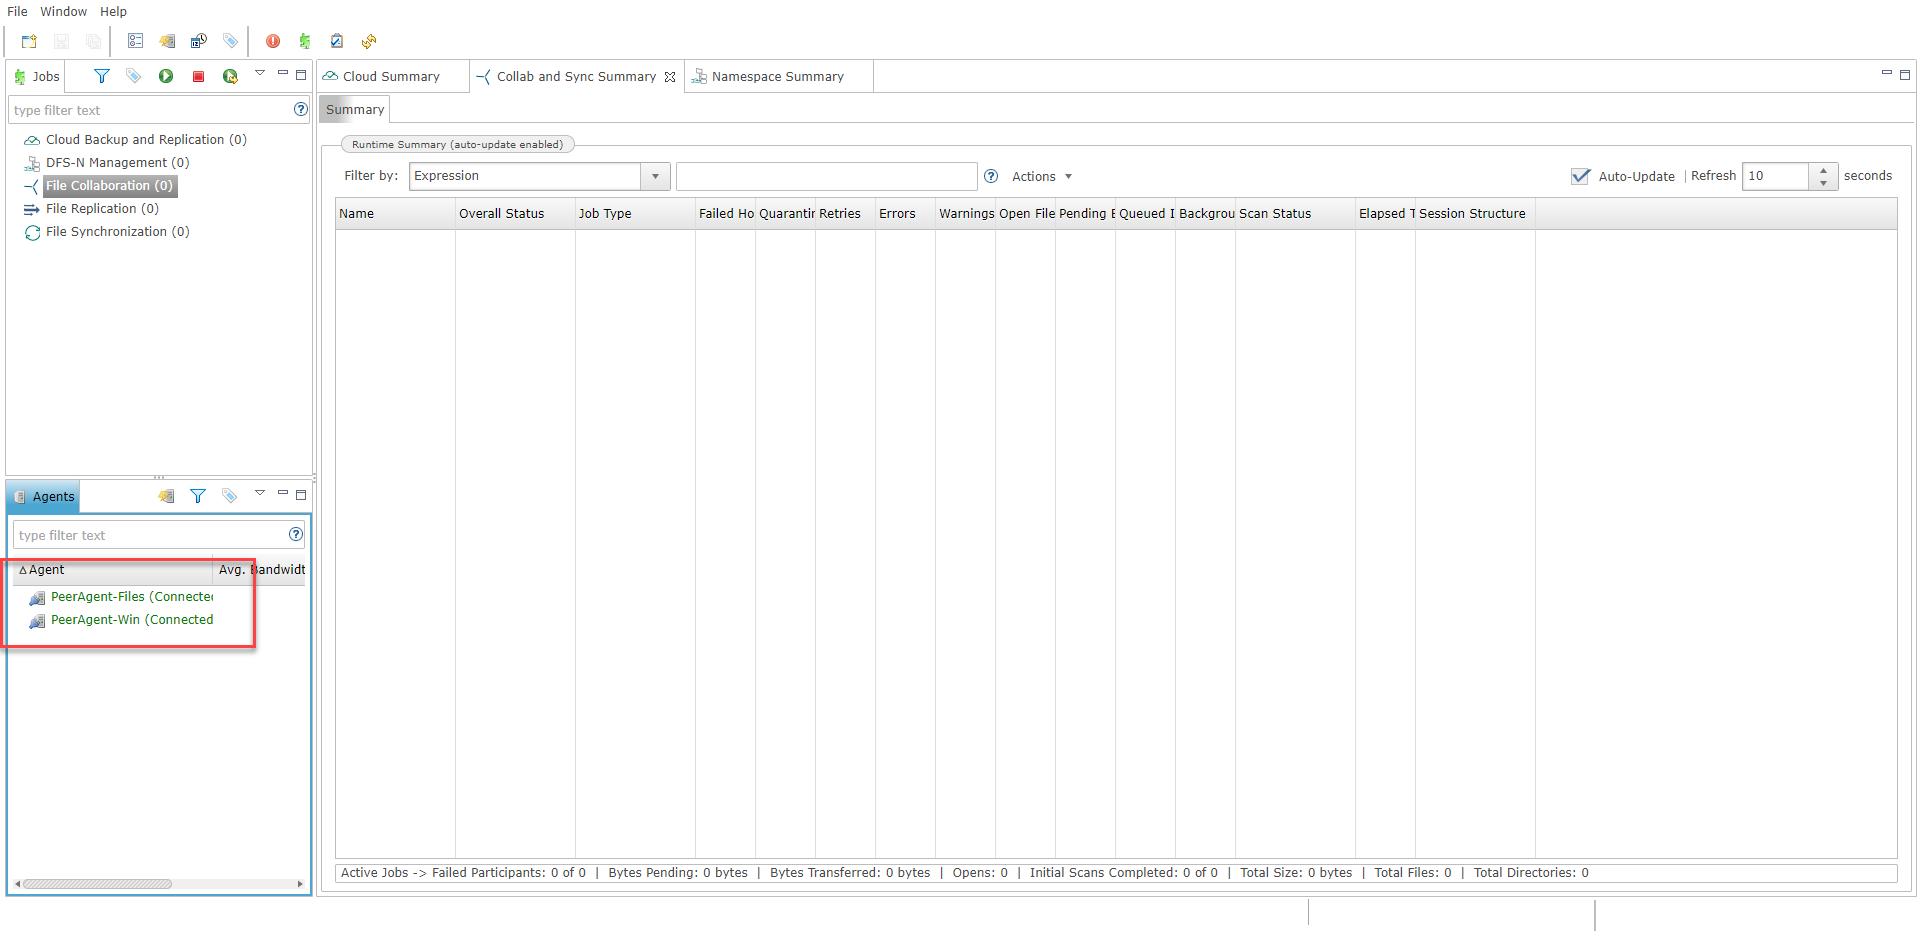 File Window Help
Jobs
type filter text
Cloud Backup and Replication (0)
DFS-N Management (0)
File Collaboration (0)
File Replication (0)
File Synchronization (0)
Agents
type filter text
Agent Avg. Bandwidt
PeerAgent-Files (Connected
PeerAgent-Win (Connected
Cloud Summary Collab and Sync Summary Namespace Summary
Summary
Runtime Summary (auto-update enabled)
Filter by: Expression Actions Auto-Update | Refresh 10 seconds
Name Overall Status Job Type Failed Ho Quarantin Retries Errors Warnings Open File Pending E Queued I Backgrou Scan Status Elapsed T Session Structure
Active Jobs -> Failed Participants: 0 of 0 | Bytes Pending: 0 bytes | Bytes Transferred: 0 bytes | Opens: 0 | Initial Scans Completed: 0 of 0 | Total Size: 0 bytes | Total Files: 0 | Total Directories: 0